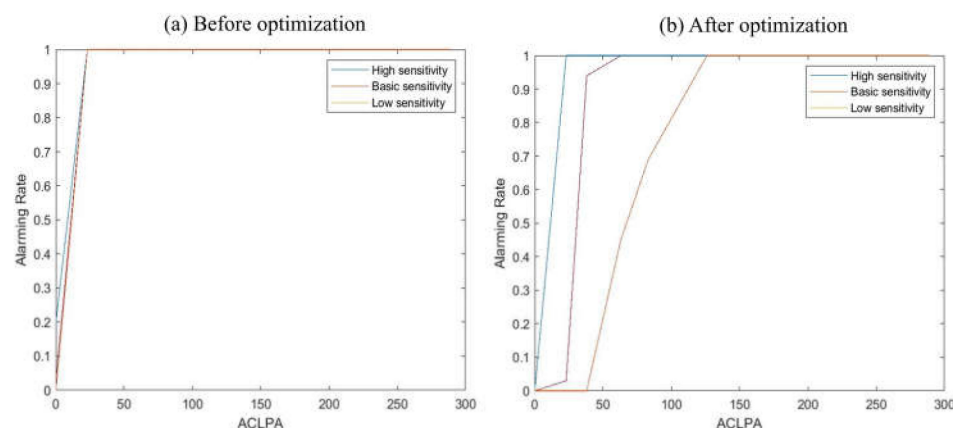 (a) Before optimization
1
0.9
0.8
0.7
0.6
0.5
0.4
0.3
0.2
0.1
0
Alarming Rate
High sensitivity
Basic sensitivity
Low sensitivity
0 50 100 150 200 250 300
ACLPA
(b) After optimization
1
0.9
0.8
0.7
0.6
0.5
0.4
0.3
0.2
0.1
0
Alarming Rate
High sensitivity
Basic sensitivity
Low sensitivity
0 50 100 150 200 250 300
ACLPA